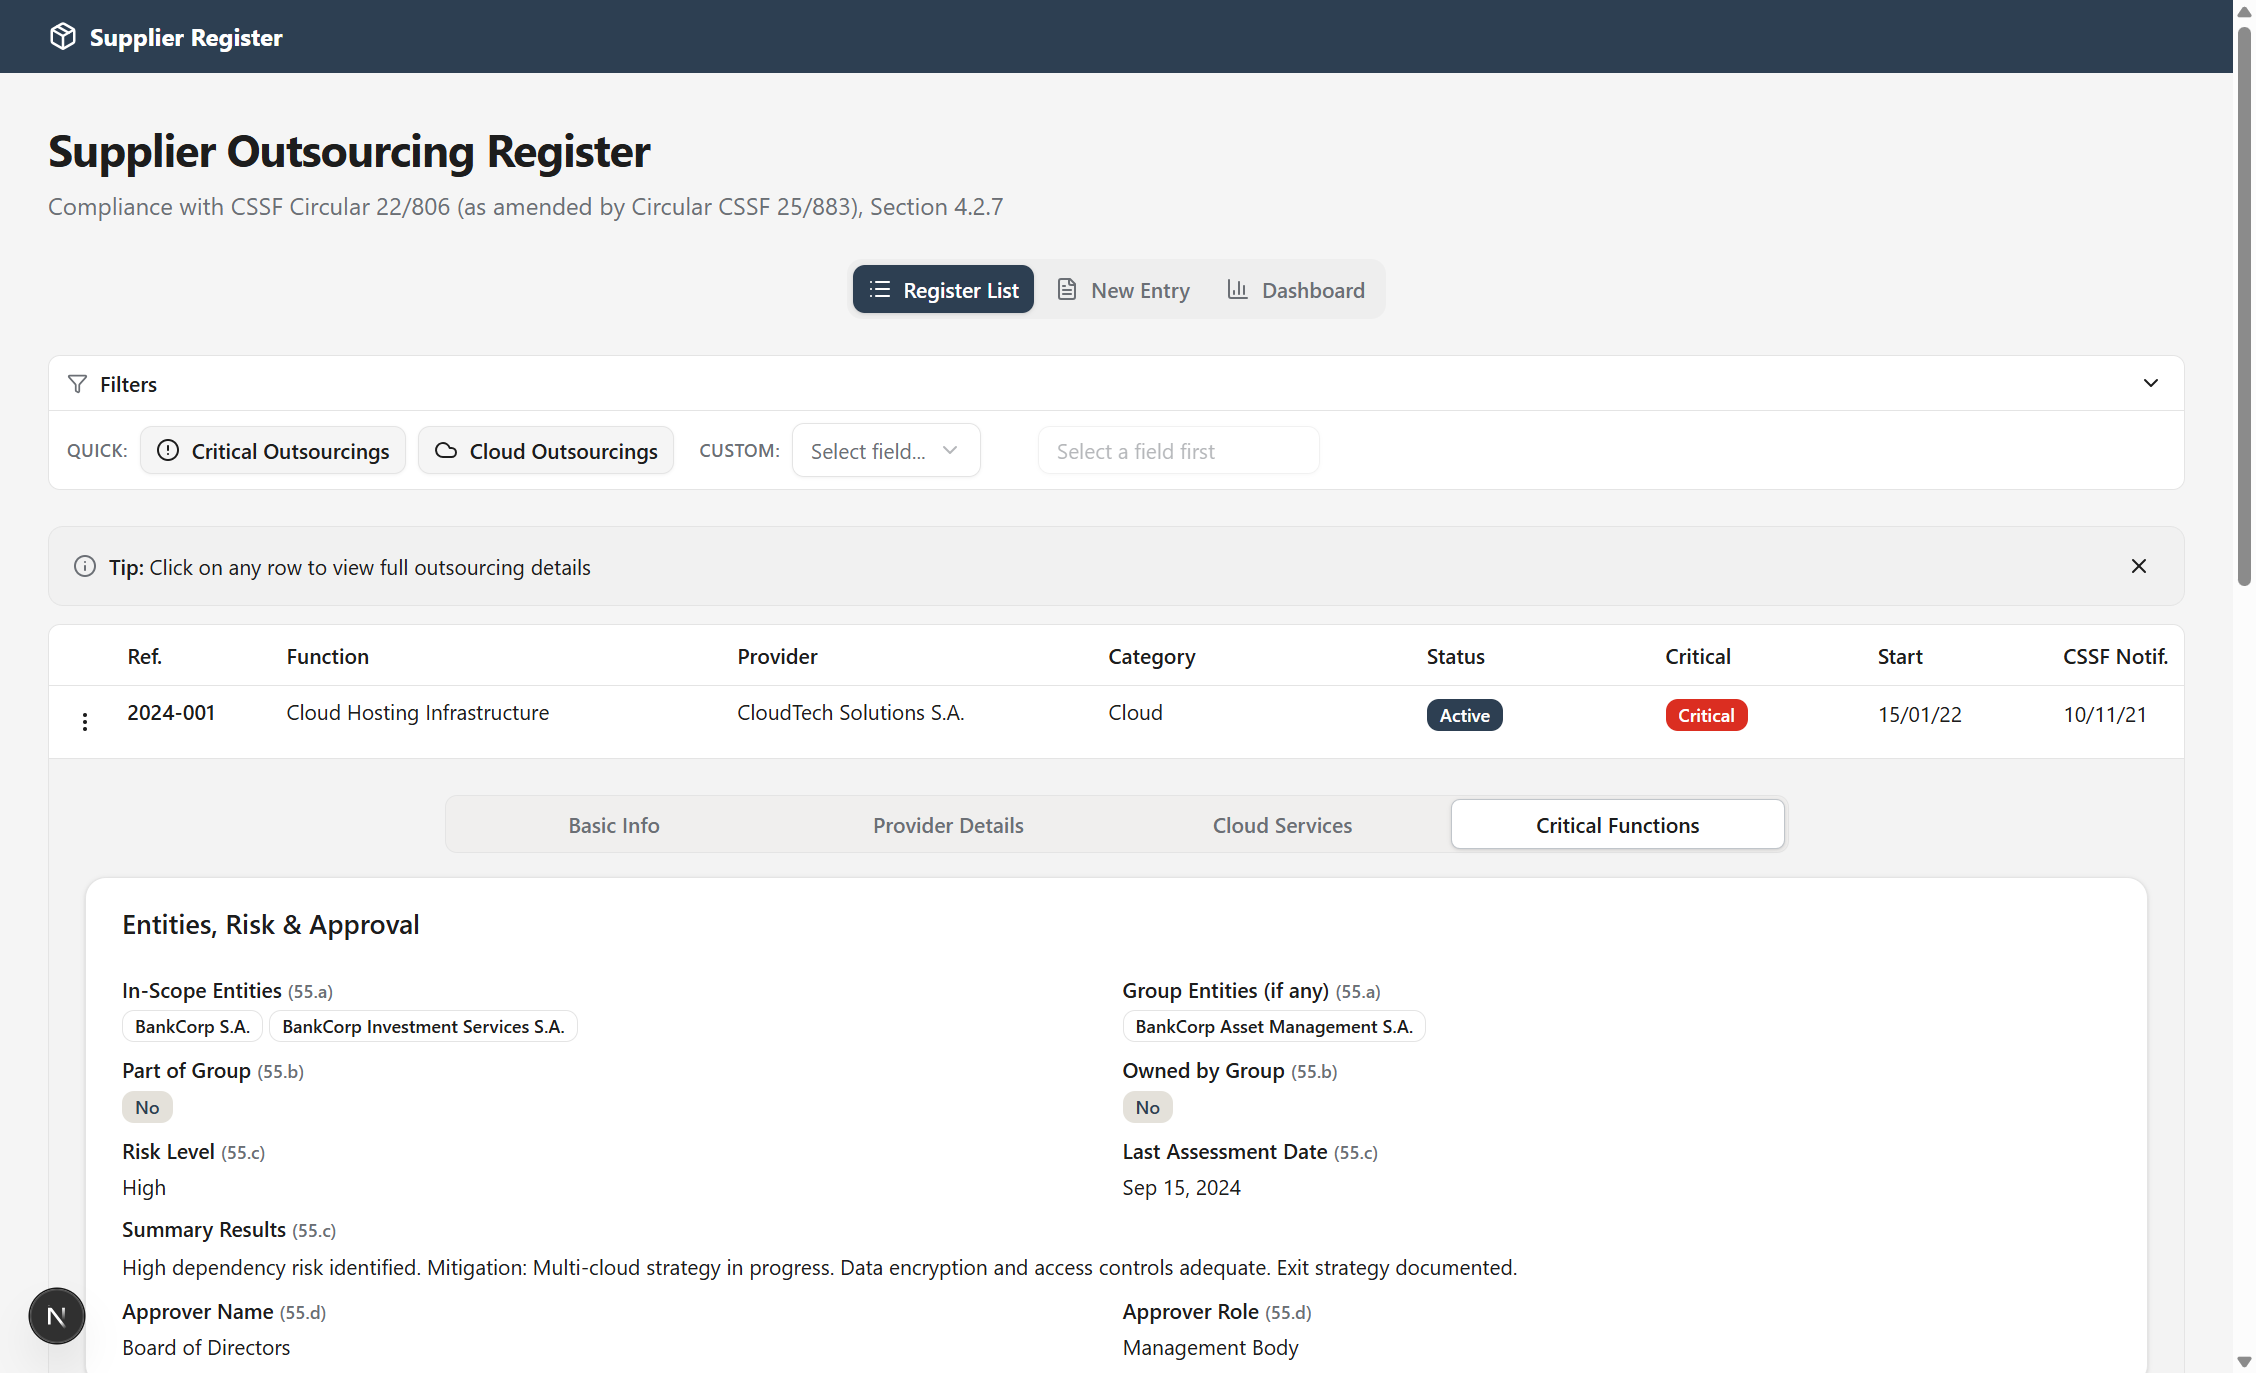 Supplier Register
Supplier Outsourcing Register
Compliance with CSSF Circular 22/806 (as amended by Circular CSSF 25/883), Section 4.2.7
Register List New Entry Dashboard
Filters
QUICK: Critical Outsourcings Cloud Outsourcings CUSTOM: Select field... Select a field first
Tip: Click on any row to view full outsourcing details
Ref. Function Provider Category Status Critical Start CSSF Notif.
2024-001 Cloud Hosting Infrastructure CloudTech Solutions S.A. Cloud Active Critical 15/01/22 10/11/21
Basic Info Provider Details Cloud Services Critical Functions
Entities, Risk & Approval
In-Scope Entities (55.a) Group Entities (if any) (55.a)
BankCorp S.A. BankCorp Investment Services S.A. BankCorp Asset Management S.A.
Part of Group (55.b) Owned by Group (55.b)
No No
Risk Level (55.c) Last Assessment Date (55.c)
High Sep 15, 2024
Summary Results (55.c)
High dependency risk identified. Mitigation: Multi-cloud strategy in progress. Data encryption and access controls adequate. Exit strategy documented.
Approver Name (55.d) Approver Role (55.d)
Board of Directors Management Body
N